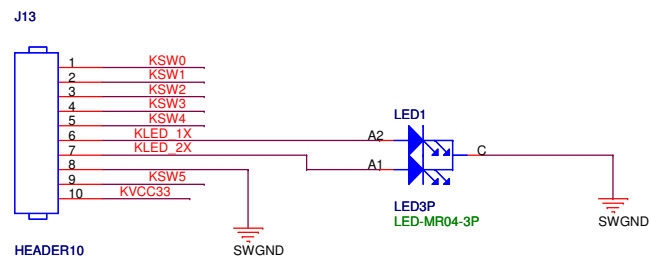 J13
1 KSW0
2 KSW1
3 KSW2
4 KSW3
5 KSW4
6 KLED_1X
7 KLED_2X
8
9 KSW5
10 KVCC33
HEADER10
SWGND
LED1
A2
A1
C
LED3P
LED-MR04-3P
SWGND